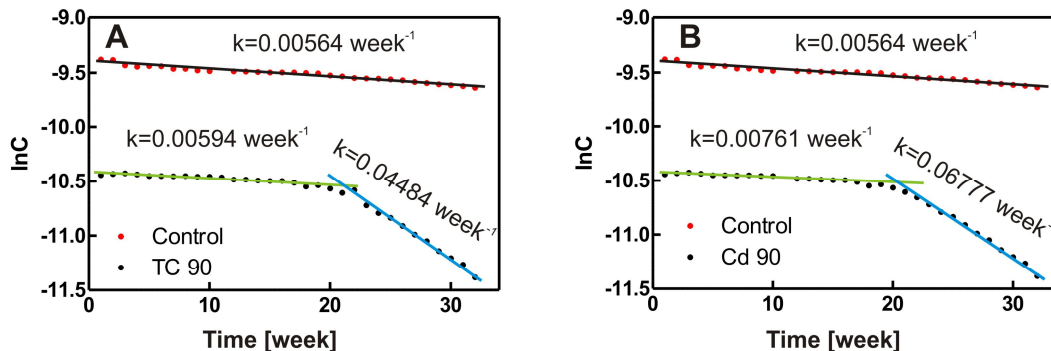 A
k=0.00564 week⁻¹
k=0.00594 week⁻¹
k=0.04484 week⁻¹
lnC
-9.0
-9.5
-10.0
-10.5
-11.0
-11.5
Control
TC 90
0 10 20 30
Time [week]
B
k=0.00564 week⁻¹
k=0.00761 week⁻¹
k=0.06777 week⁻¹
lnC
-9.0
-9.5
-10.0
-10.5
-11.0
-11.5
Control
Cd 90
0 10 20 30
Time [week]